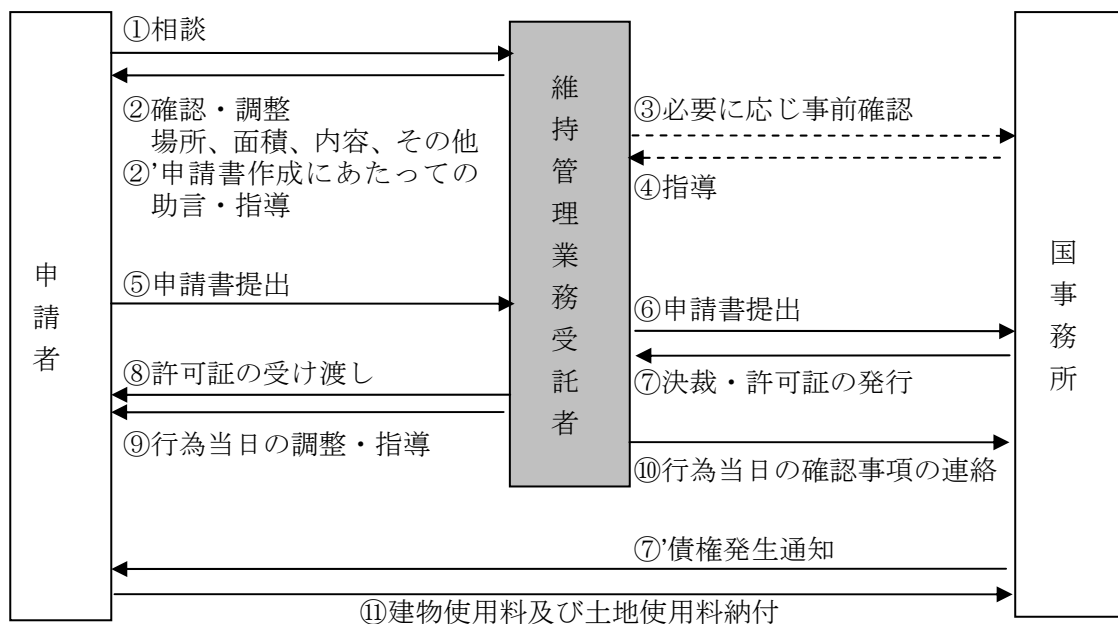 ①相談
②確認・調整
場所、面積、内容、その他
②'申請書作成にあたっての
助言・指導
③必要に応じ事前確認
④指導
申請者
維持管理業務受託者
国事務所
⑤申請書提出
⑥申請書提出
⑦決裁・許可証の発行
⑧許可証の受け渡し
⑨行為当日の調整・指導
⑩行為当日の確認事項の連絡
⑦'債権発生通知
⑪建物使用料及び土地使用料納付